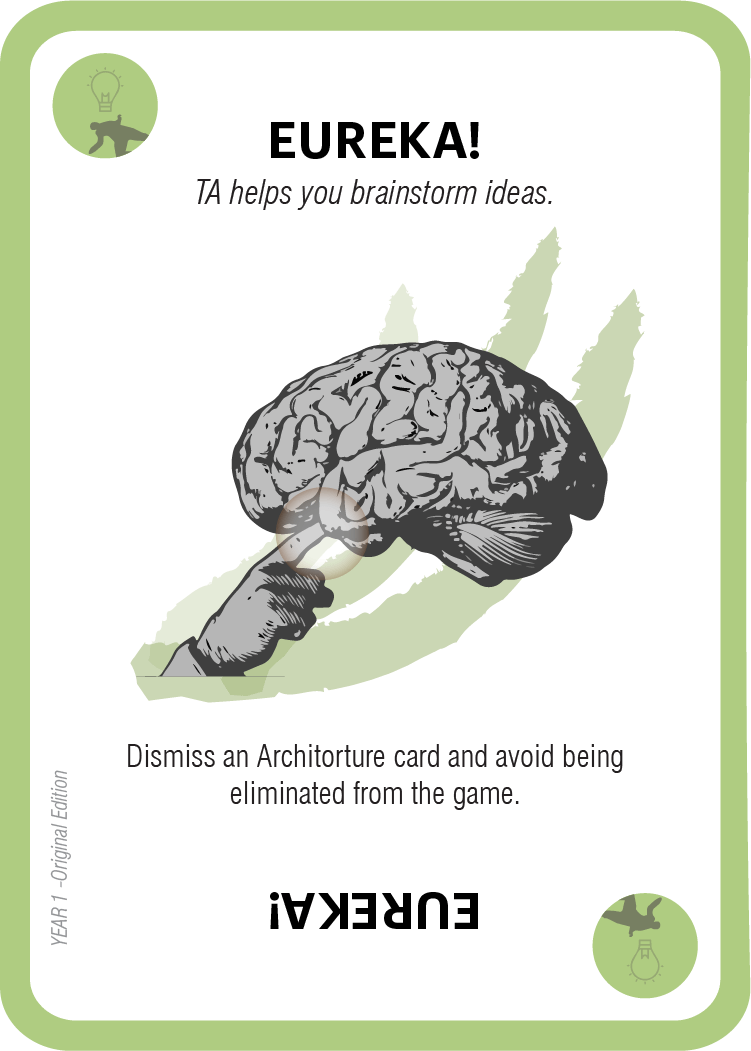 EUREKA!
TA helps you brainstorm ideas.
Dismiss an Architorture card and avoid being
eliminated from the game.
YEAR 1 -Original Edition
EUREKA!